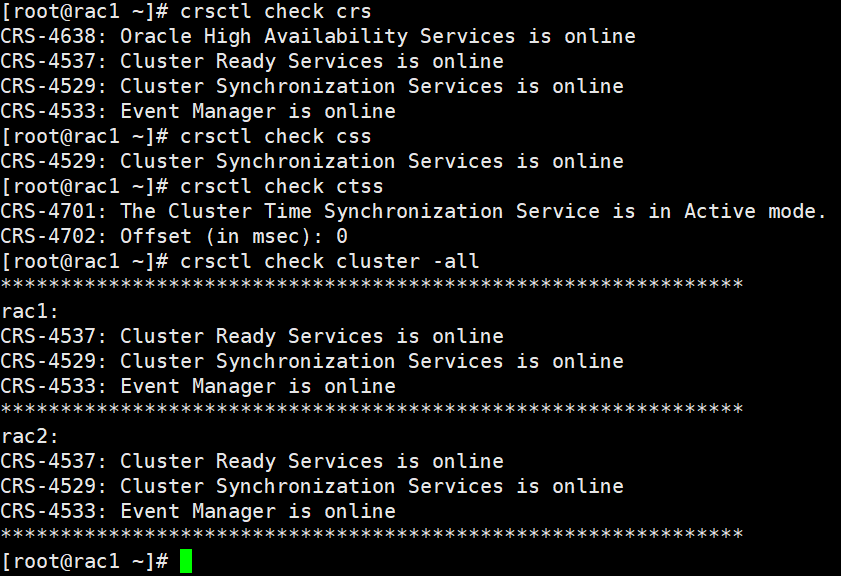 [root@rac1 ~]# crsctl check crs
CRS-4638: Oracle High Availability Services is online
CRS-4537: Cluster Ready Services is online
CRS-4529: Cluster Synchronization Services is online
CRS-4533: Event Manager is online
[root@rac1 ~]# crsctl check css
CRS-4529: Cluster Synchronization Services is online
[root@rac1 ~]# crsctl check ctss
CRS-4701: The Cluster Time Synchronization Service is in Active mode.
CRS-4702: Offset (in msec): 0
[root@rac1 ~]# crsctl check cluster -all
**************************************************************
rac1:
CRS-4537: Cluster Ready Services is online
CRS-4529: Cluster Synchronization Services is online
CRS-4533: Event Manager is online
**************************************************************
rac2:
CRS-4537: Cluster Ready Services is online
CRS-4529: Cluster Synchronization Services is online
CRS-4533: Event Manager is online
**************************************************************
[root@rac1 ~]#